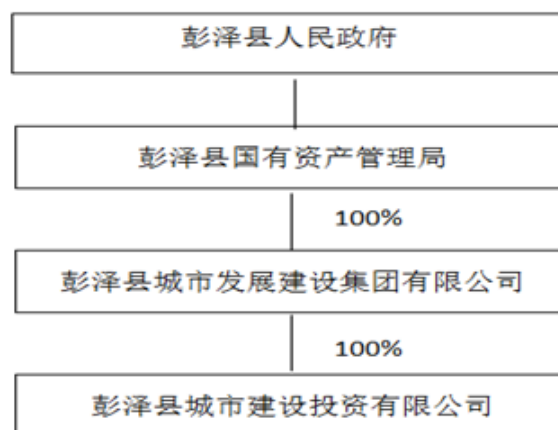 彭泽县人民政府
彭泽县国有资产管理局
100%
彭泽县城市发展建设集团有限公司
100%
彭泽县城市建设投资有限公司